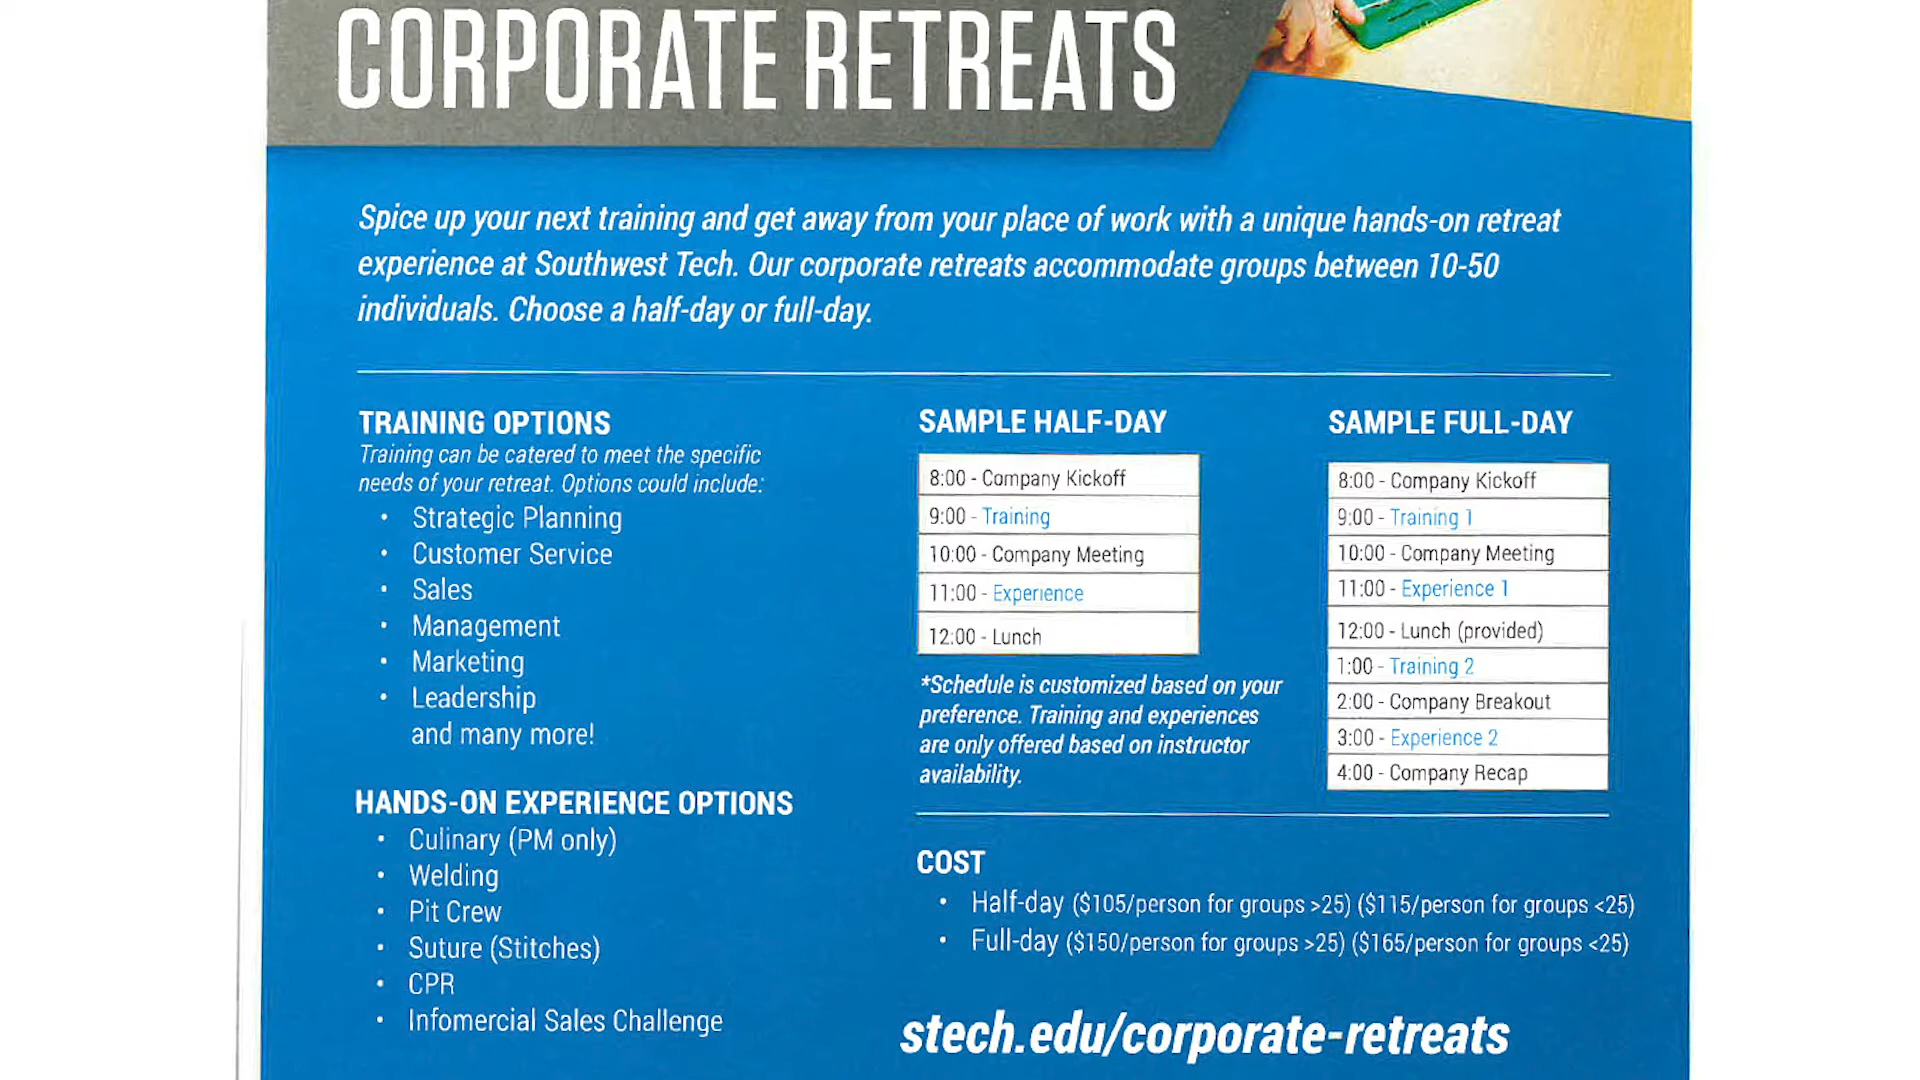 CORPORATE RETREATS
Spice up your next training and get away from your place of work with a unique hands-on retreat
experience at Southwest Tech. Our corporate retreats accommodate groups between 10-50
individuals. Choose a half-day or full-day.
TRAINING OPTIONS
Training can be catered to meet the specific
needs of your retreat. Options could include:
• Strategic Planning
• Customer Service
• Sales
• Management
• Marketing
• Leadership
and many more!
HANDS-ON EXPERIENCE OPTIONS
• Culinary (PM only)
• Welding
• Pit Crew
• Suture (Stitches)
• CPR
• Infomercial Sales Challenge
SAMPLE HALF-DAY
8:00 - Company Kickoff
9:00 - Training
10:00 - Company Meeting
11:00 - Experience
12:00 - Lunch
*Schedule is customized based on your
preference. Training and experiences
are only offered based on instructor
availability.
SAMPLE FULL-DAY
8:00 - Company Kickoff
9:00 - Training 1
10:00 - Company Meeting
11:00 - Experience 1
12:00 - Lunch (provided)
1:00 - Training 2
2:00 - Company Breakout
3:00 - Experience 2
4:00 - Company Recap
COST
• Half-day ($105/person for groups >25) ($115/person for groups <25)
• Full-day ($150/person for groups >25) ($165/person for groups <25)
stech.edu/corporate-retreats